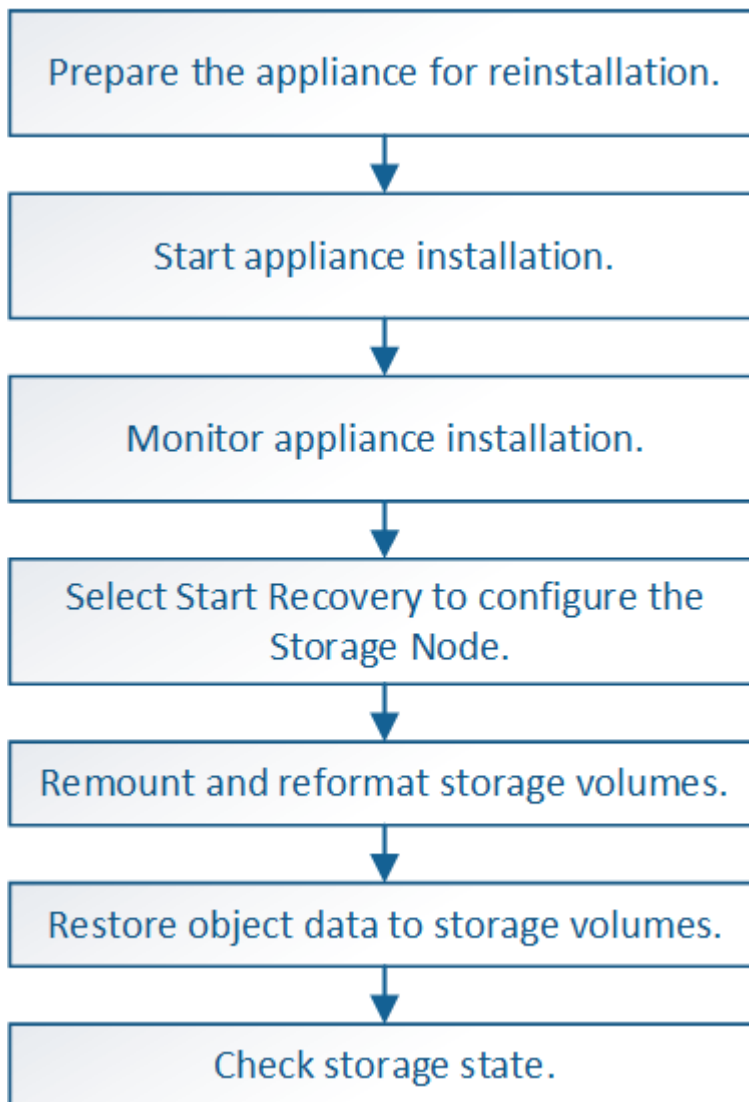 Prepare the appliance for reinstallation.
Start appliance installation.
Monitor appliance installation.
Select Start Recovery to configure the
Storage Node.
Remount and reformat storage volumes.
Restore object data to storage volumes.
Check storage state.